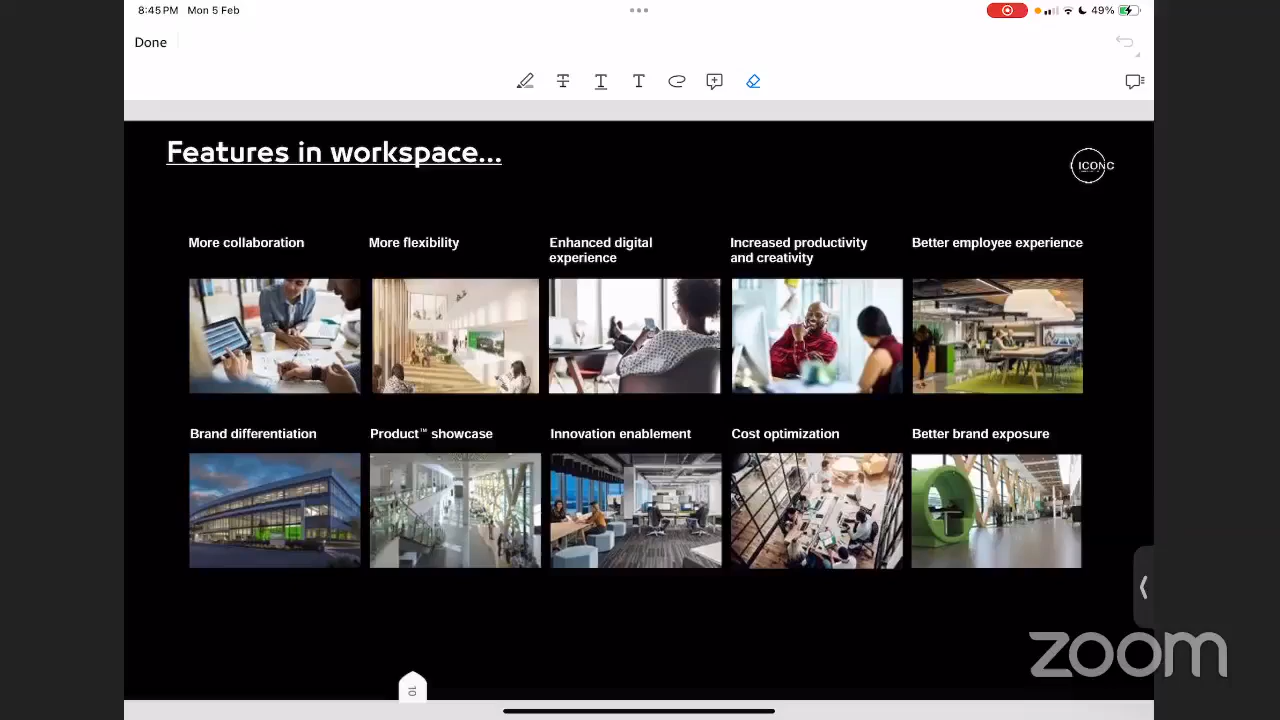 8:45 PM Mon 5 Feb
49%
Done
Features in workspace...
ICONC
More collaboration
More flexibility
Enhanced digital
experience
Increased productivity
and creativity
Better employee experience
Brand differentiation
Product™ showcase
Innovation enablement
Cost optimization
Better brand exposure
10
zoom